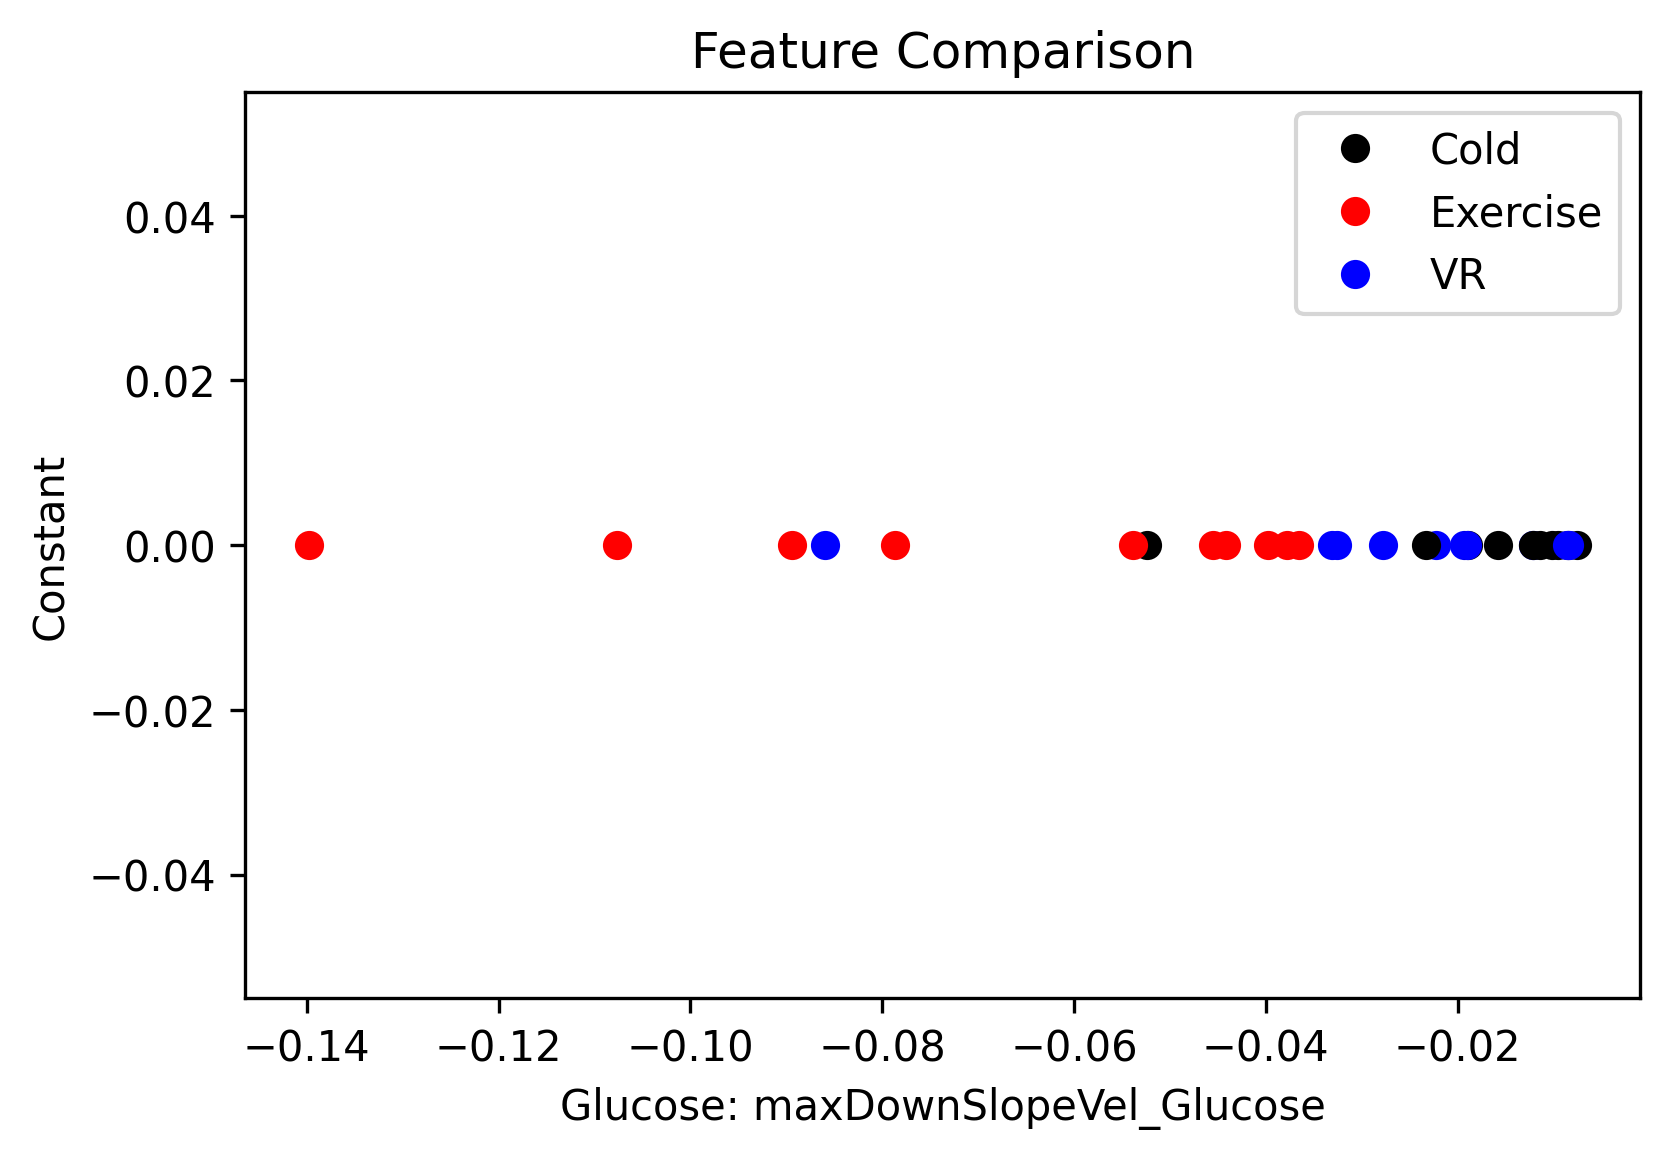 Feature Comparison
Cold
Exercise
VR
0.04
0.02
0.00
−0.02
−0.04
Constant
−0.14 −0.12 −0.10 −0.08 −0.06 −0.04 −0.02
Glucose: maxDownSlopeVel_Glucose